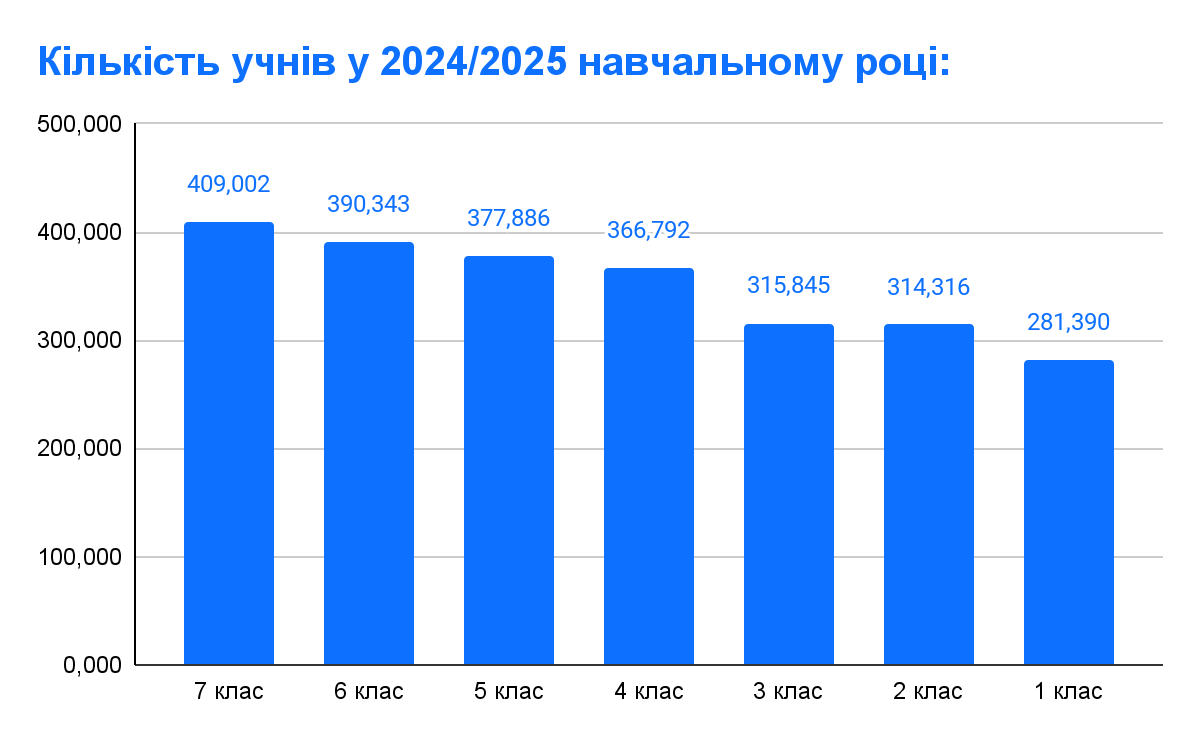 Кількість учнів у 2024/2025 навчальному році:
500,000
400,000
300,000
200,000
100,000
0,000
409,002
390,343
377,886
366,792
315,845
314,316
281,390
7 клас
6 клас
5 клас
4 клас
3 клас
2 клас
1 клас